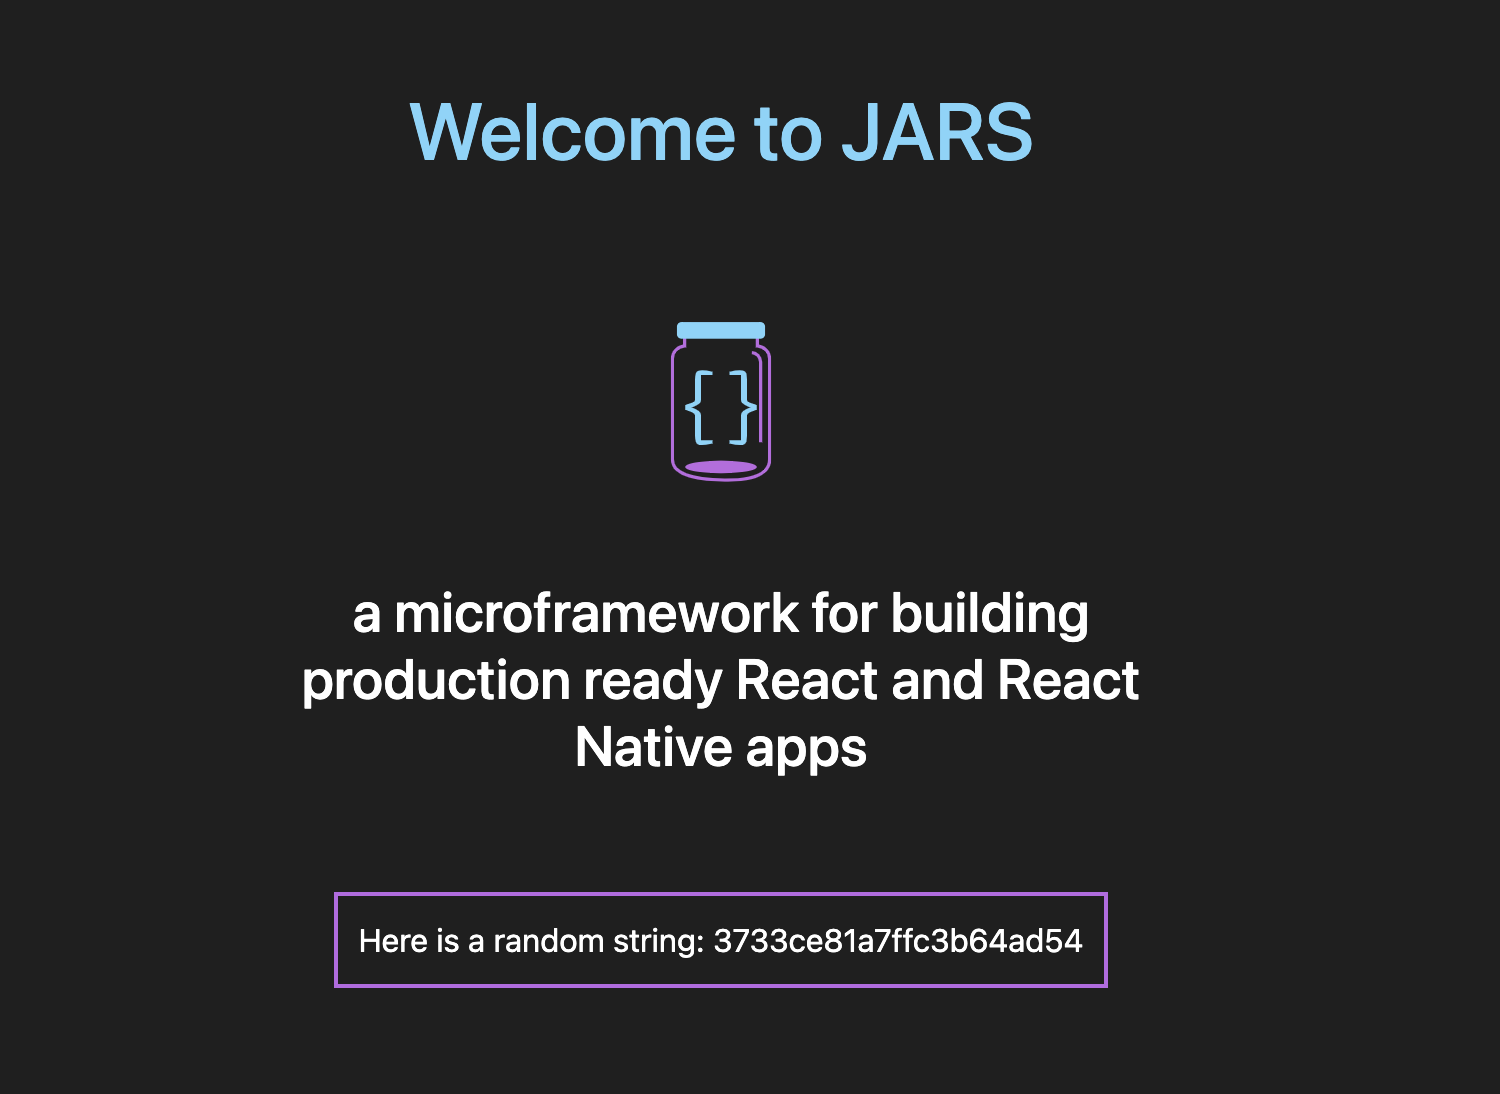 Welcome to JARS
{ }
a microframework for building
production ready React and React
Native apps
Here is a random string: 3733ce81a7ffc3b64ad54